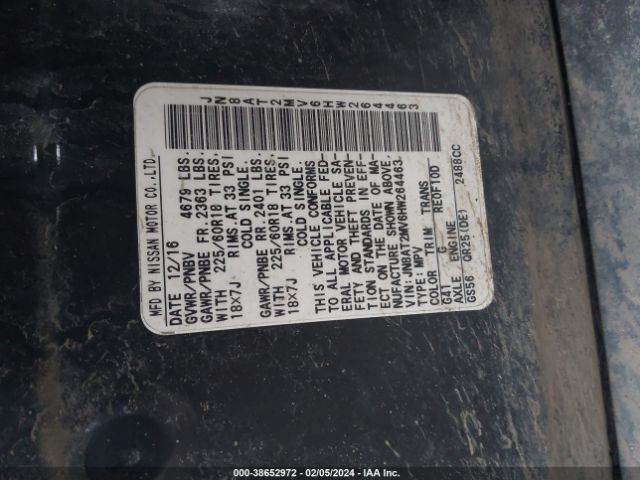 MFD BY NISSAN MOTOR CO.,LTD.
DATE 12/16
GVWR/PNBV 4679 LBS.
GAWR/PNBE FR. 2363 LBS.
WITH 225/60R18 TIRES,
18X7J RIMS.AT 33 PSI
COLD SINGLE.
GAWR/PNBE RR. 2401 LBS.
WITH 225/60R18 TIRES,
18X7J RIMS.AT 33 PSI
COLD SINGLE.
THIS VEHICLE CONFORMS
TO ALL APPLICABLE FED-
ERAL MOTOR VEHICLE SA-
FETY AND THEFT PREVEN-
TION STANDARDS IN EFF-
ECT ON THE DATE OF MA-
NUFACTURE SHOWN ABOVE.
VIN:JN8AT2MV6HW264463
TYPE:MPV
COLOR TRIM TRANS
G41 G RE0F10D
AXLE ENGINE
GS56 QR25(DE) 2488CC
JN8AT2MV6HW264463
000-38652972 / 02/05/2024 - IAA Inc.